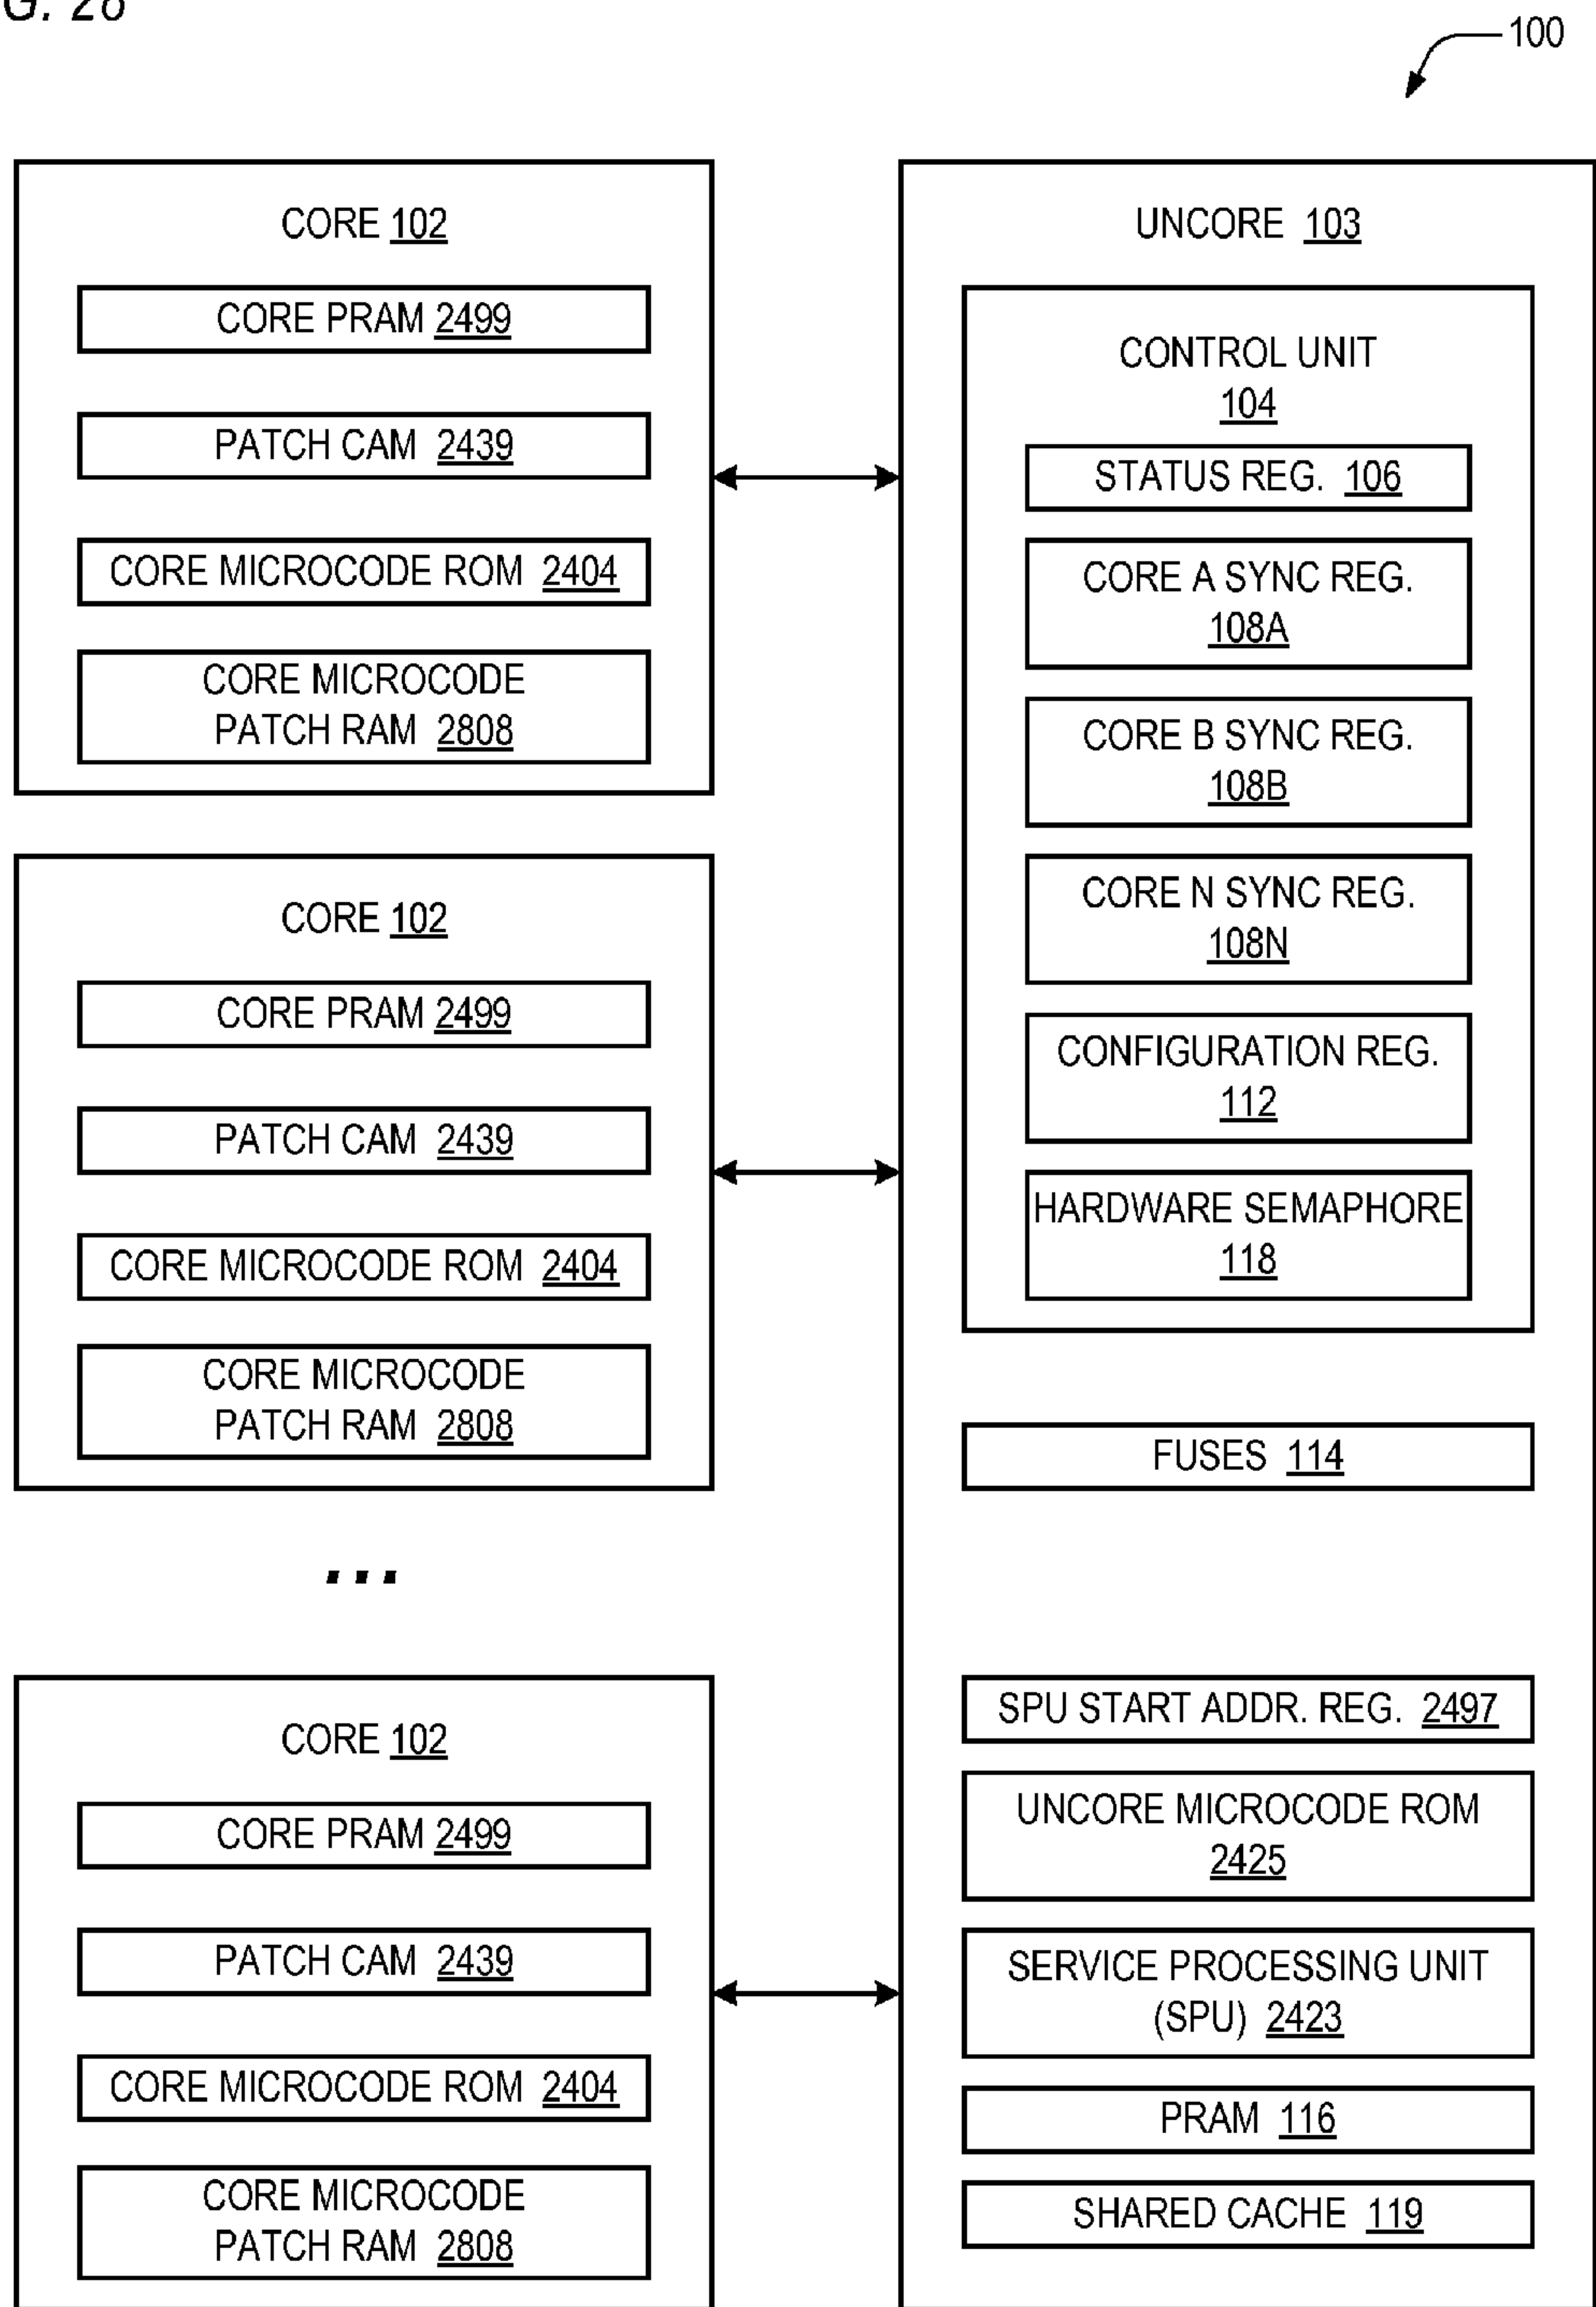 G. 28
100
CORE 102
CORE PRAM 2499
PATCH CAM 2439
CORE MICROCODE ROM 2404
CORE MICROCODE
PATCH RAM 2808
CORE 102
CORE PRAM 2499
PATCH CAM 2439
CORE MICROCODE ROM 2404
CORE MICROCODE
PATCH RAM 2808
...
CORE 102
CORE PRAM 2499
PATCH CAM 2439
CORE MICROCODE ROM 2404
CORE MICROCODE
PATCH RAM 2808
UNCORE 103
CONTROL UNIT
104
STATUS REG. 106
CORE A SYNC REG.
108A
CORE B SYNC REG.
108B
CORE N SYNC REG.
108N
CONFIGURATION REG.
112
HARDWARE SEMAPHORE
118
FUSES 114
SPU START ADDR. REG. 2497
UNCORE MICROCODE ROM
2425
SERVICE PROCESSING UNIT
(SPU) 2423
PRAM 116
SHARED CACHE 119